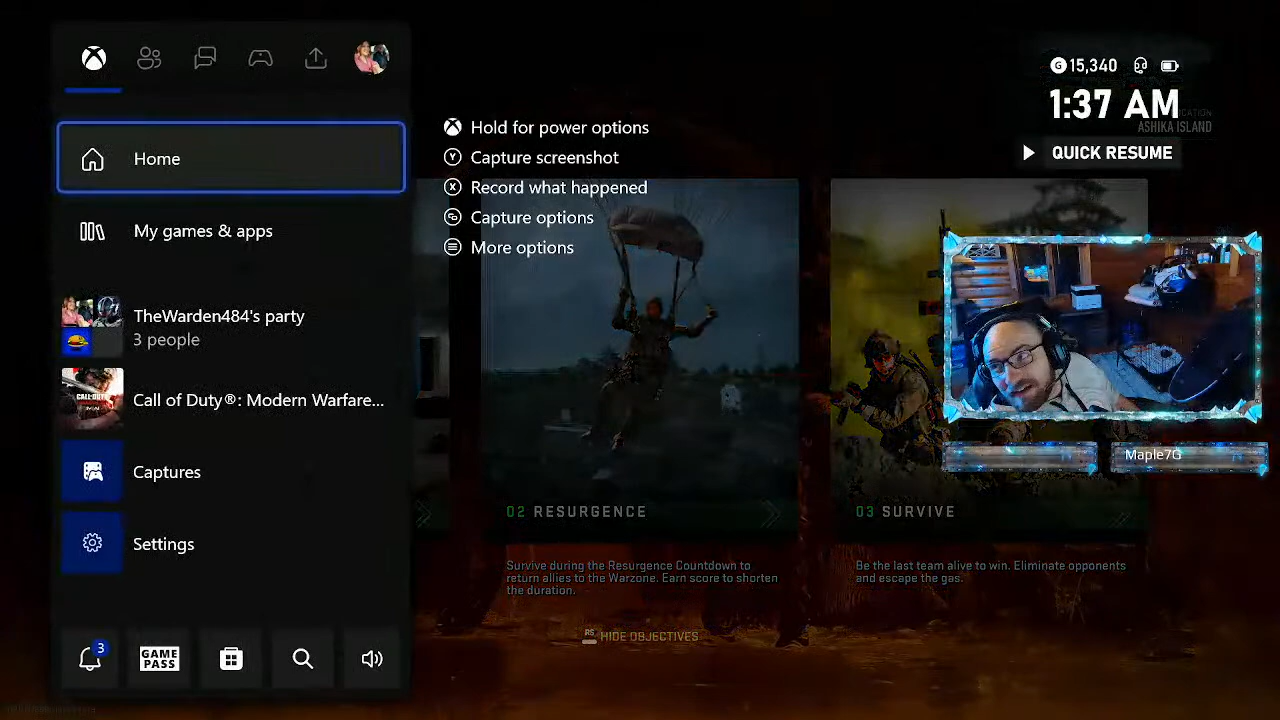 15,340
1:37 AM
ASHIKA ISLAND
QUICK RESUME
Home
My games & apps
TheWarden484's party
3 people
Call of Duty®: Modern Warfare...
Captures
Settings
3
GAME
PASS
Hold for power options
Y Capture screenshot
X Record what happened
Capture options
More options
02 RESURGENCE
Survive during the Resurgence Countdown to
return allies to the Warzone. Earn score to shorten
the duration.
03 SURVIVE
Be the last team alive to win. Eliminate opponents
and escape the gas.
RS HIDE OBJECTIVES
Maple7G